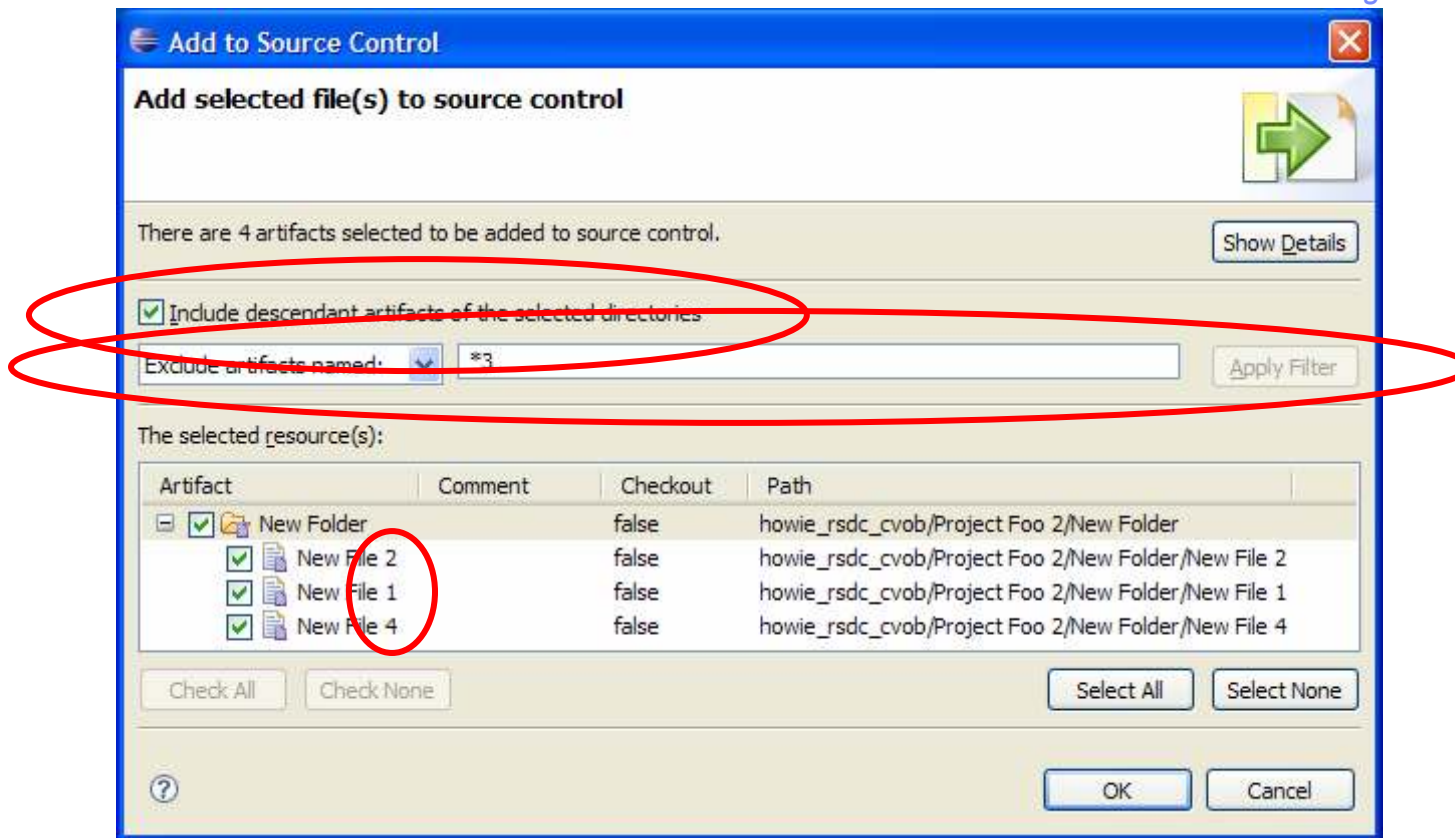 Add to Source Control
Add selected file(s) to source control
There are 4 artifacts selected to be added to source control.
Show Details
Include descendant artifacts of the selected directories
Exclude artifacts named: *3 Apply Filter
The selected resource(s):
Artifact Comment Checkout Path
New Folder false howie_rsdc_cvob/Project Foo 2/New Folder
New File 2 false howie_rsdc_cvob/Project Foo 2/New Folder/New File 2
New File 1 false howie_rsdc_cvob/Project Foo 2/New Folder/New File 1
New File 4 false howie_rsdc_cvob/Project Foo 2/New Folder/New File 4
Check All Check None Select All Select None
? OK Cancel